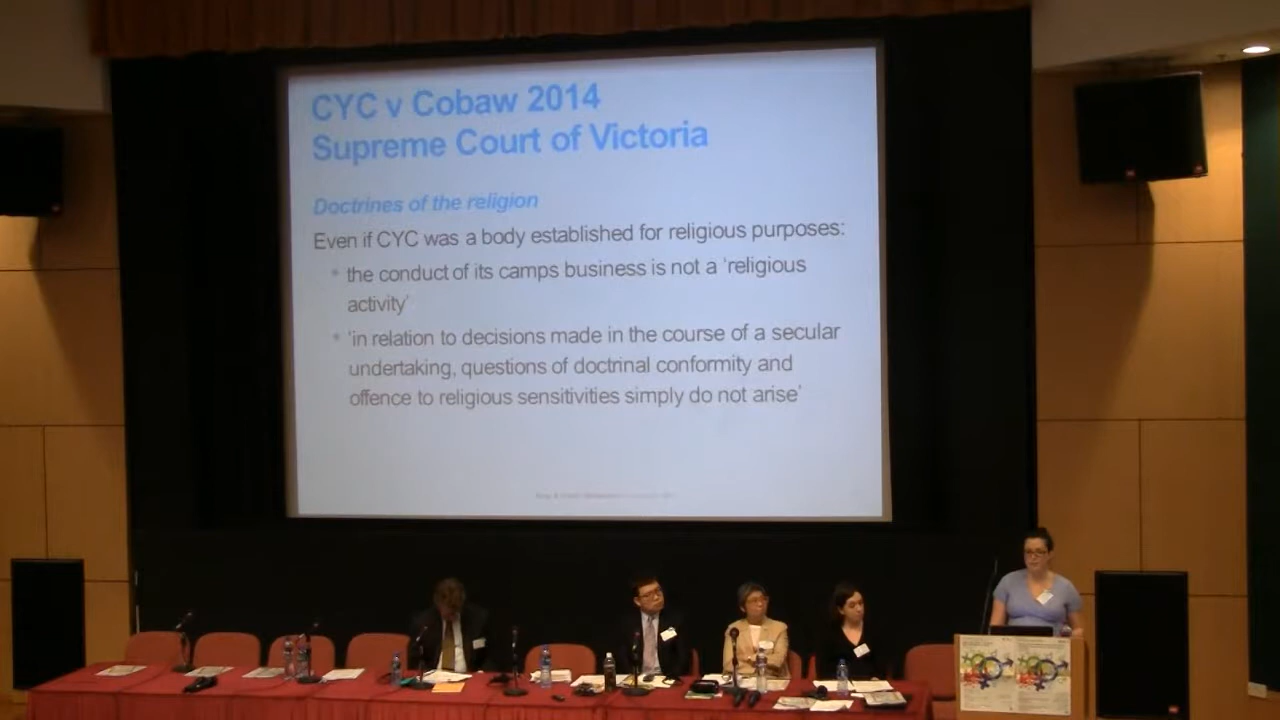 CYC v Cobaw 2014
Supreme Court of Victoria
Doctrines of the religion
Even if CYC was a body established for religious purposes:
• the conduct of its camps business is not a ‘religious
activity’
• ‘in relation to decisions made in the course of a secular
undertaking, questions of doctrinal conformity and
offence to religious sensitivities simply do not arise’